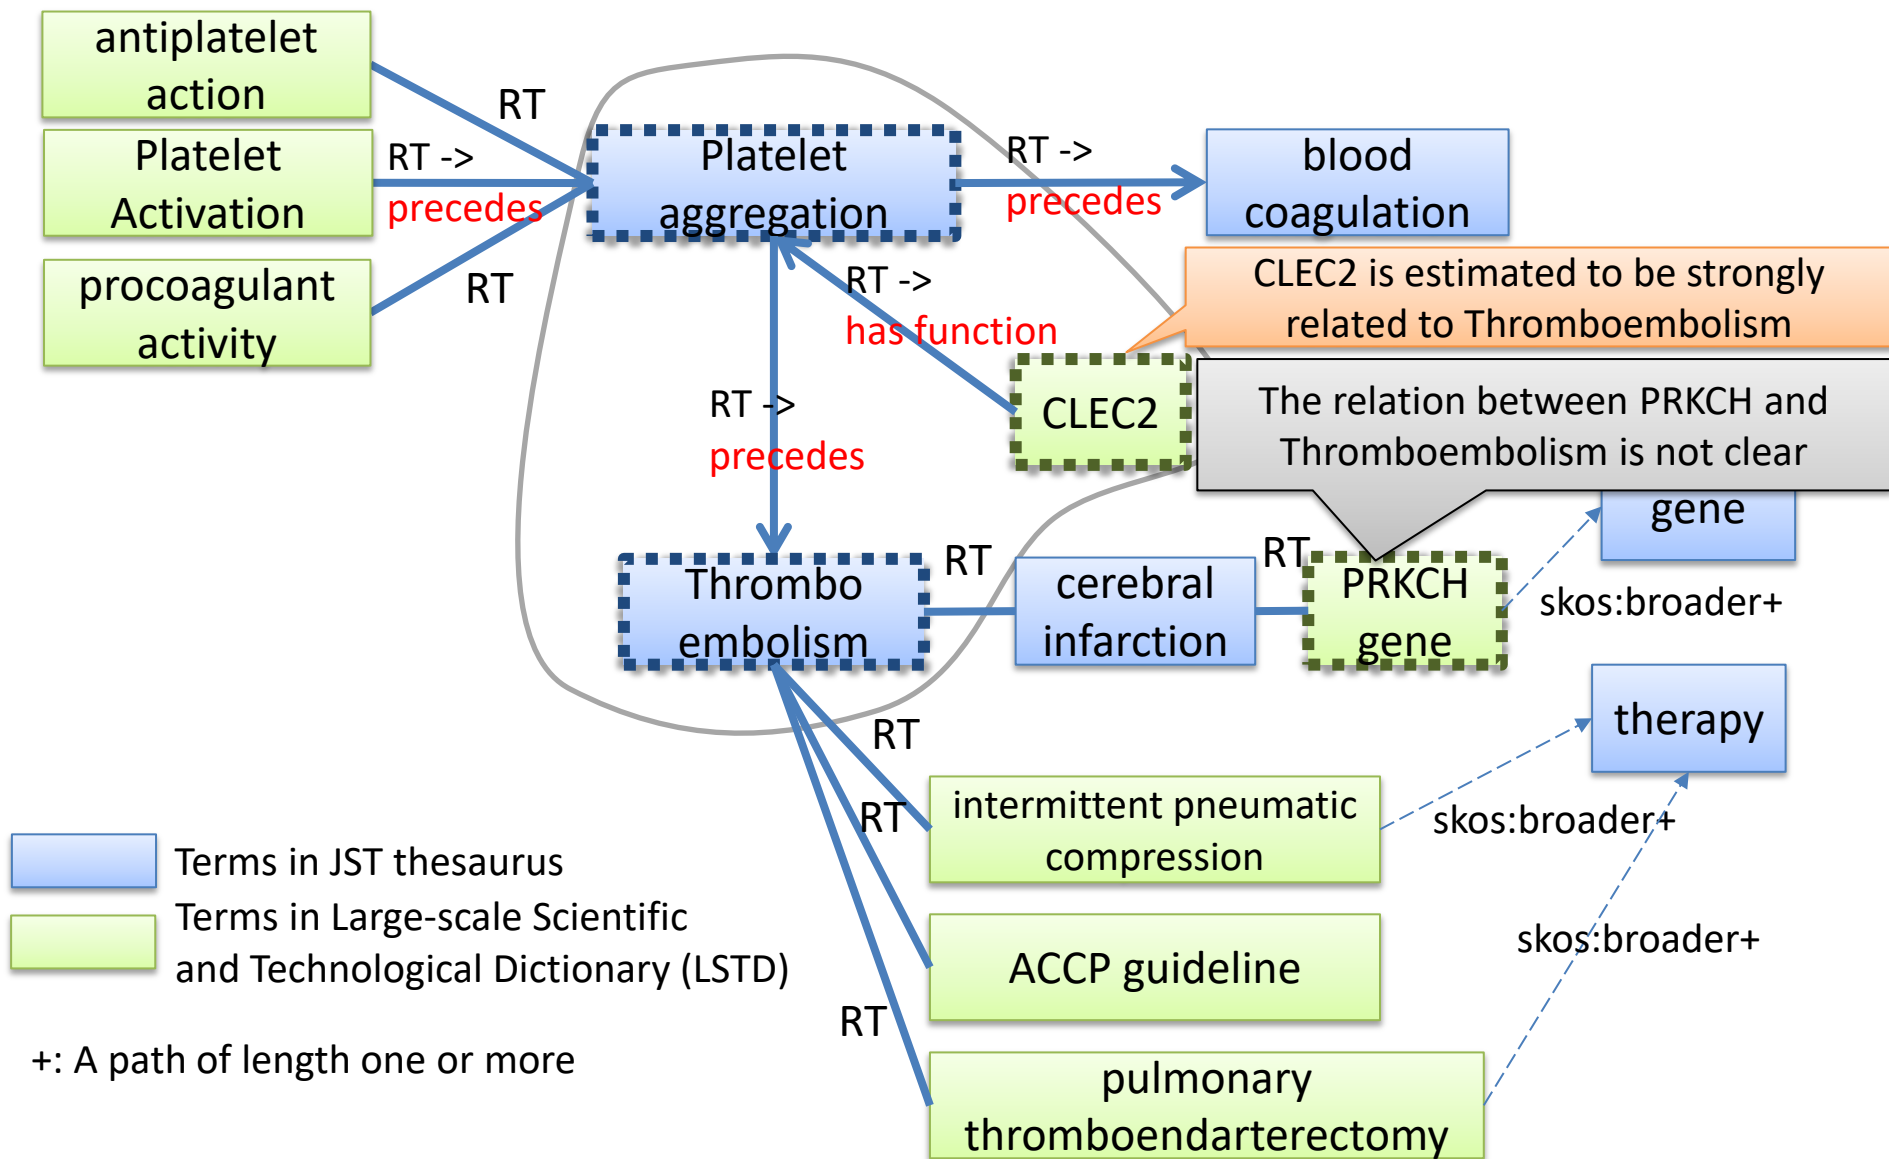 antiplatelet
action
RT
Platelet
Activation
RT ->
precedes
procoagulant
activity
RT
Platelet
aggregation
RT ->
precedes
blood
coagulation
RT ->
has function
CLEC2 is estimated to be strongly
related to Thromboembolism
CLEC2
The relation between PRKCH and
Thromboembolism is not clear
RT ->
precedes
gene
Thrombo
embolism
RT
cerebral
infarction
RT
PRKCH
gene
skos:broader+
therapy
RT
RT
intermittent pneumatic
compression
skos:broader+
ACCP guideline
skos:broader+
RT
pulmonary
thromboendarterectomy
Terms in JST thesaurus
Terms in Large-scale Scientific
and Technological Dictionary (LSTD)
+: A path of length one or more